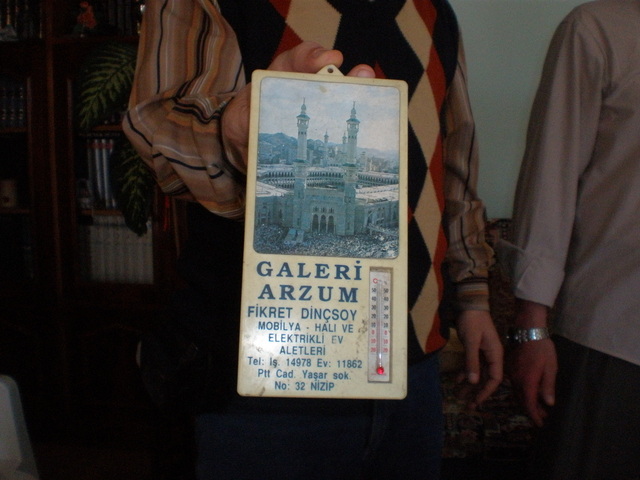 GALERİ
ARZUM
FİKRET DİNÇSOY
MOBİLYA - HALI VE
ELEKTRİKLİ EV
ALETLERİ
Tel: İş. 14978 Ev: 11862
Ptt Cad. Yaşar sok.
No: 32 NİZİP